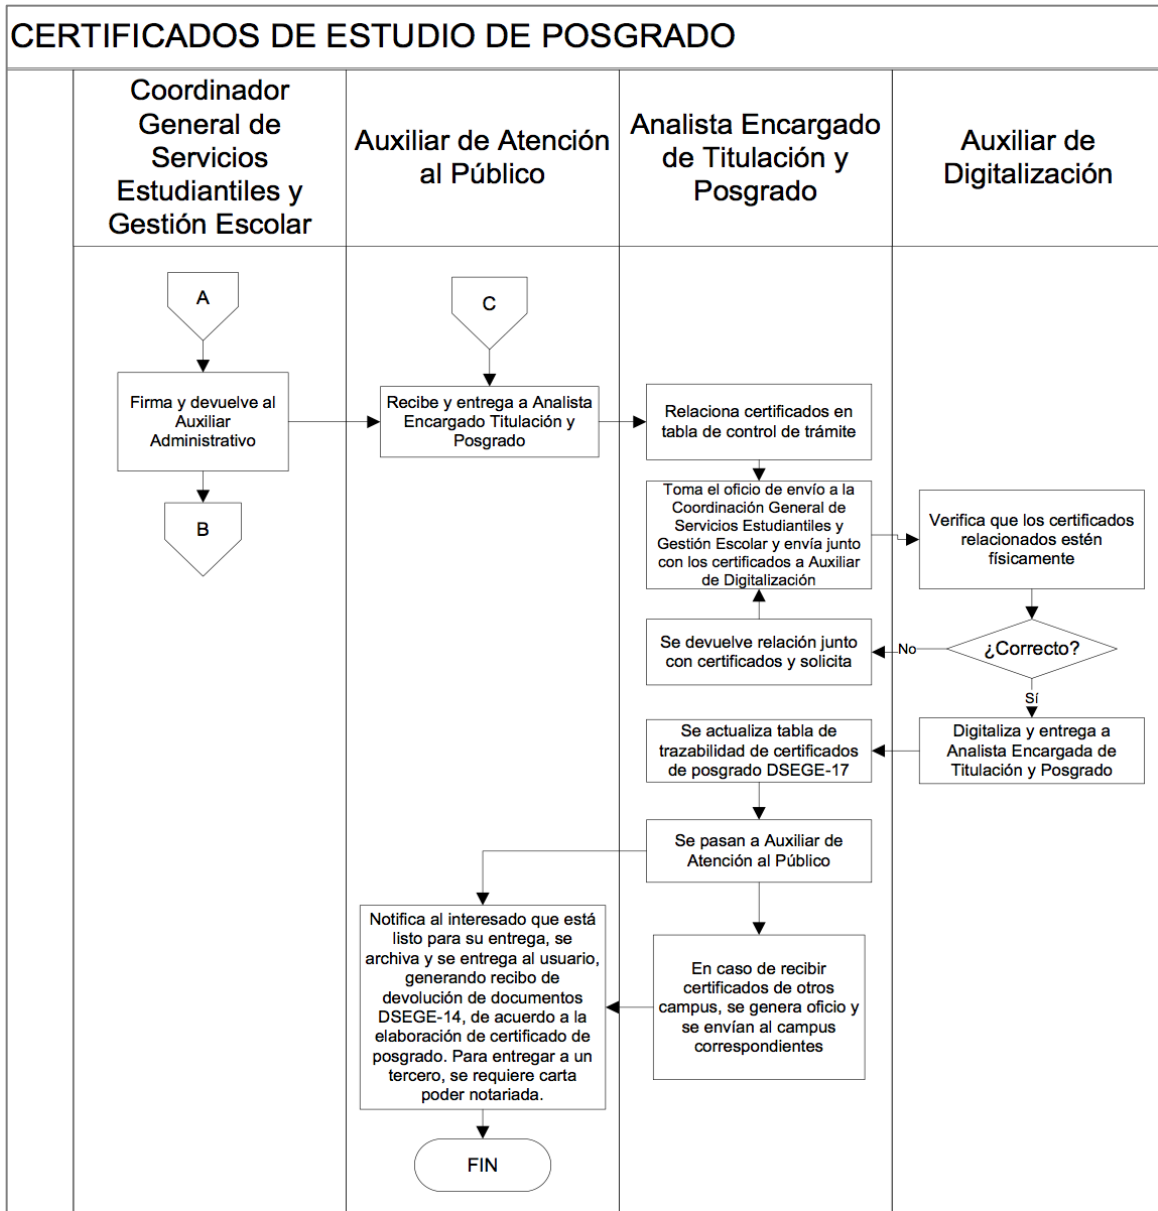 CERTIFICADOS DE ESTUDIO DE POSGRADO
Coordinador
General de
Servicios
Estudiantiles y
Gestión Escolar
Auxiliar de Atención
al Público
Analista Encargado
de Titulación y
Posgrado
Auxiliar de
Digitalización
A
C
Firma y devuelve al
Auxiliar
Administrativo
Recibe y entrega a Analista
Encargado Titulación y
Posgrado
Relaciona certificados en
tabla de control de trámite
B
Toma el oficio de envío a la
Coordinación General de
Servicios Estudiantiles y
Gestión Escolar y envía junto
con los certificados a Auxiliar
de Digitalización
Verifica que los certificados
relacionados estén
físicamente
¿Correcto?
No
Se devuelve relación junto
con certificados y solicita
Sí
Digitaliza y entrega a
Analista Encargada de
Titulación y Posgrado
Se actualiza tabla de
trazabilidad de certificados
de posgrado DSEGE-17
Se pasan a Auxiliar de
Atención al Público
Notifica al interesado que está
listo para su entrega, se
archiva y se entrega al usuario,
generando recibo de
devolución de documentos
DSEGE-14, de acuerdo a la
elaboración de certificado de
posgrado. Para entregar a un
tercero, se requiere carta
poder notariada.
En caso de recibir
certificados de otros
campus, se genera oficio y
se envían al campus
correspondientes
FIN